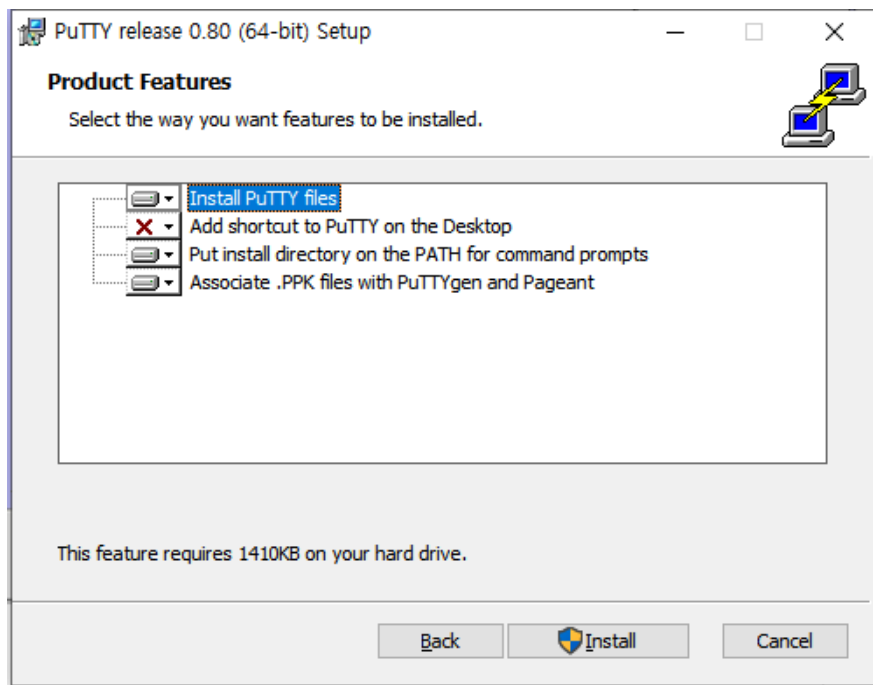 PuTTY release 0.80 (64-bit) Setup
Product Features
Select the way you want features to be installed.
Install PuTTY files
Add shortcut to PuTTY on the Desktop
Put install directory on the PATH for command prompts
Associate .PPK files with PuTTYgen and Pageant
This feature requires 1410KB on your hard drive.
Back Install Cancel